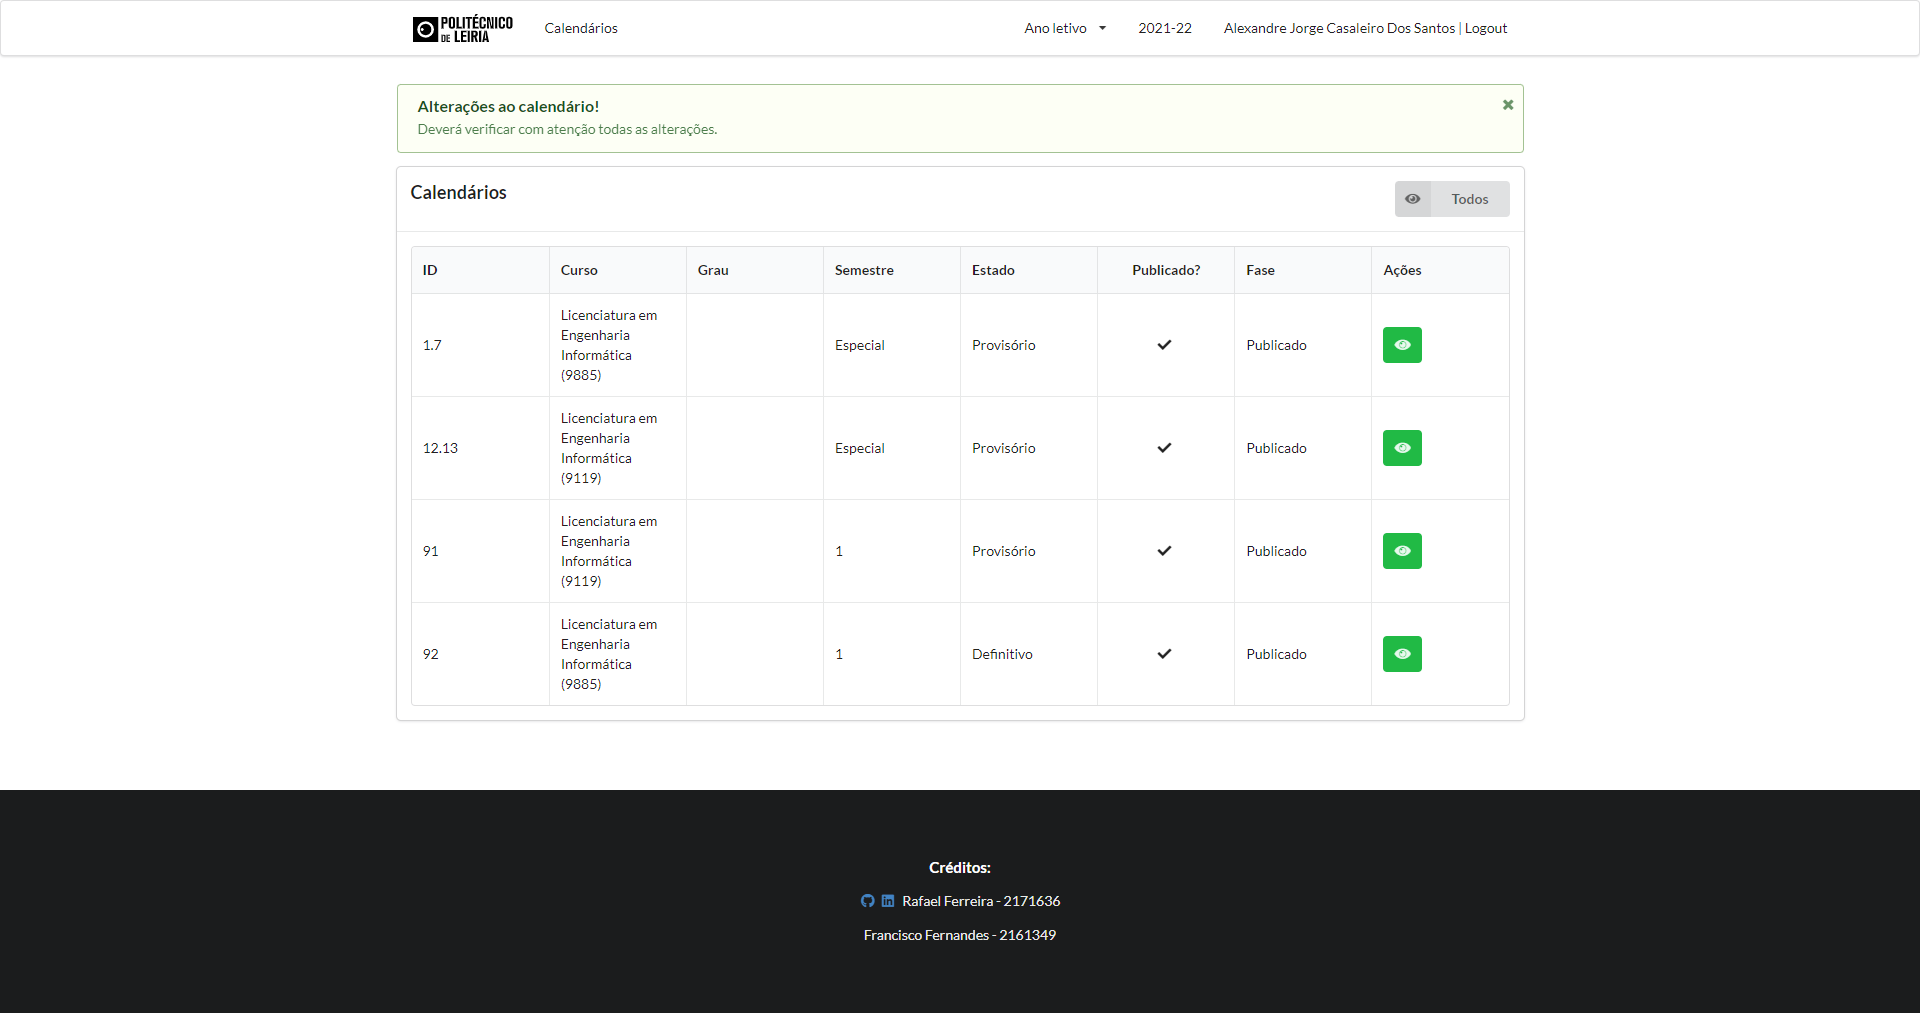 POLITÉCNICO
DE LEIRIA
Calendários
Ano letivo
2021-22
Alexandre Jorge Casaleiro Dos Santos | Logout
Alterações ao calendário!
Deverá verificar com atenção todas as alterações.
Calendários
Todos
ID Curso Grau Semestre Estado Publicado? Fase Ações
Licenciatura em
Engenharia
1.7 Informática Especial Provisório Publicado
(9885)
Licenciatura em
Engenharia
12.13 Informática Especial Provisório Publicado
(9119)
Licenciatura em
Engenharia
91 Informática 1 Provisório Publicado
(9119)
Licenciatura em
Engenharia
92 Informática 1 Definitivo Publicado
(9885)
Créditos:
Rafael Ferreira - 2171636
Francisco Fernandes - 2161349